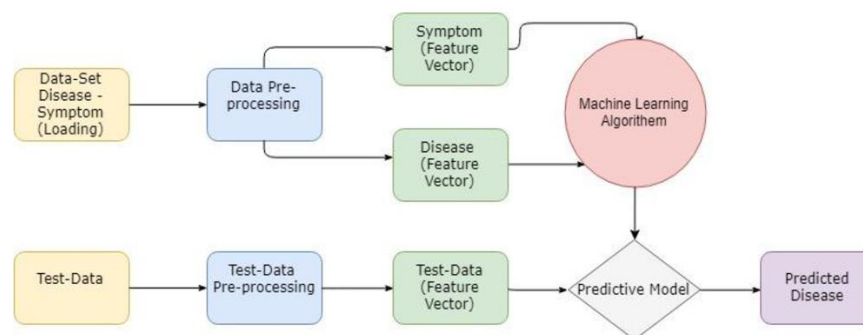 Data-Set
Disease -
Symptom
(Loading)
Data Pre-
processing
Symptom
(Feature
Vector)
Disease
(Feature
Vector)
Machine Learning
Algorithem
Test-Data
Test-Data
Pre-processing
Test-Data
(Feature
Vector)
Predictive Model
Predicted
Disease